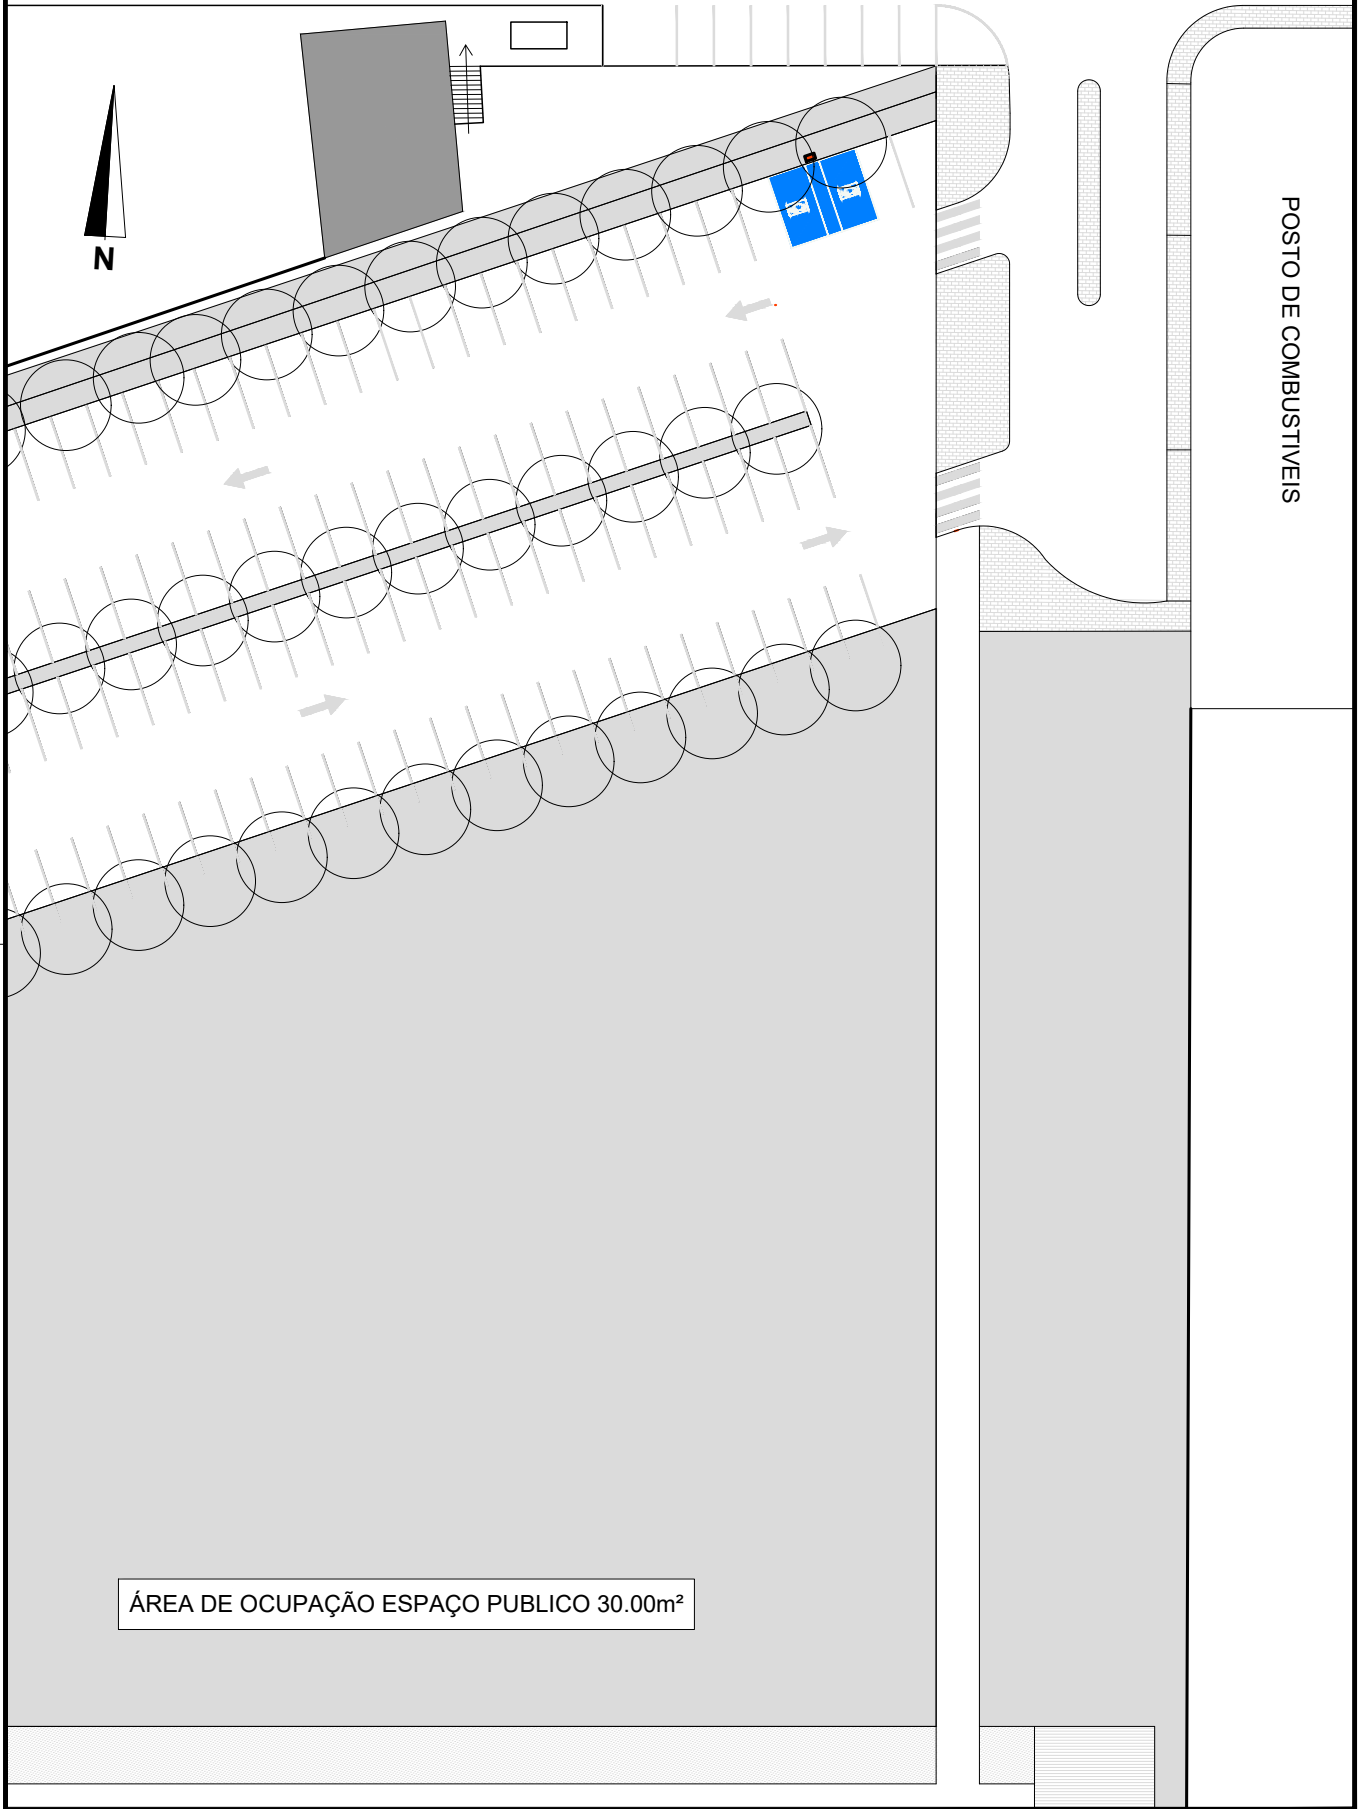 N
POSTO DE COMBUSTIVEIS
ÁREA DE OCUPAÇÃO ESPAÇO PUBLICO 30.00m²